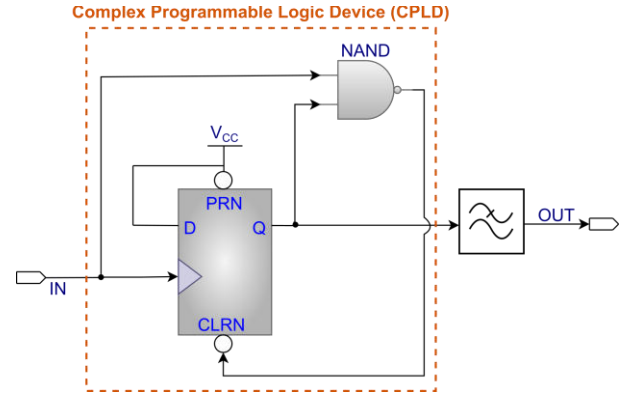 Complex Programmable Logic Device (CPLD)
NAND
VCC
PRN
D Q
OUT
IN
CLRN